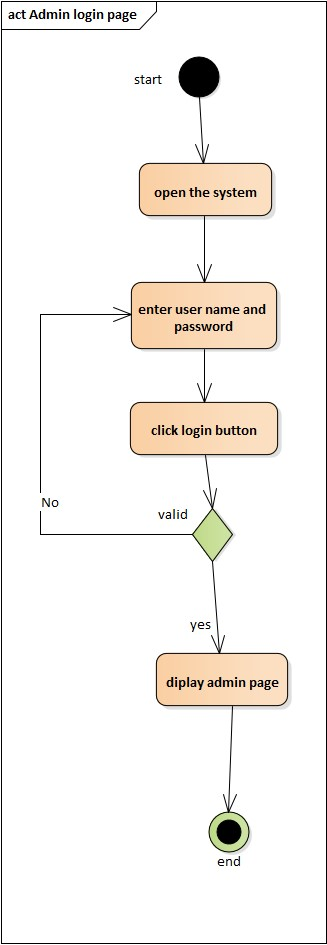 act Admin login page
start
open the system
enter user name and
password
click login button
valid
No
yes
diplay admin page
end